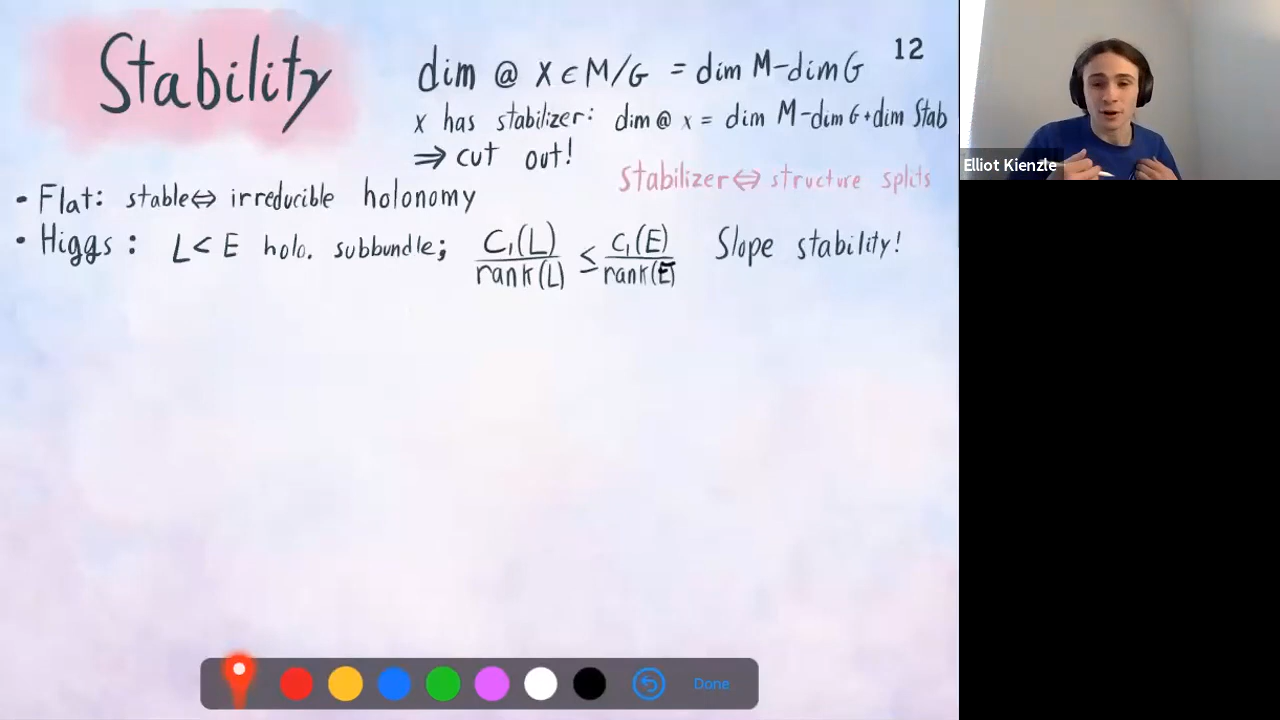 Stability
dim @ x ∈ M/G = dim M - dim G
12
x has stabilizer: dim @ x = dim M - dim G + dim Stab
⇒ cut out!
Stabilizer ⇔ structure splits
• Flat: stable ⇔ irreducible holonomy
• Higgs: L < E holo. subbundle; C₁(L)/rank(L) ≤ C₁(E)/rank(E) Slope stability!
Elliot Kienzle
Done